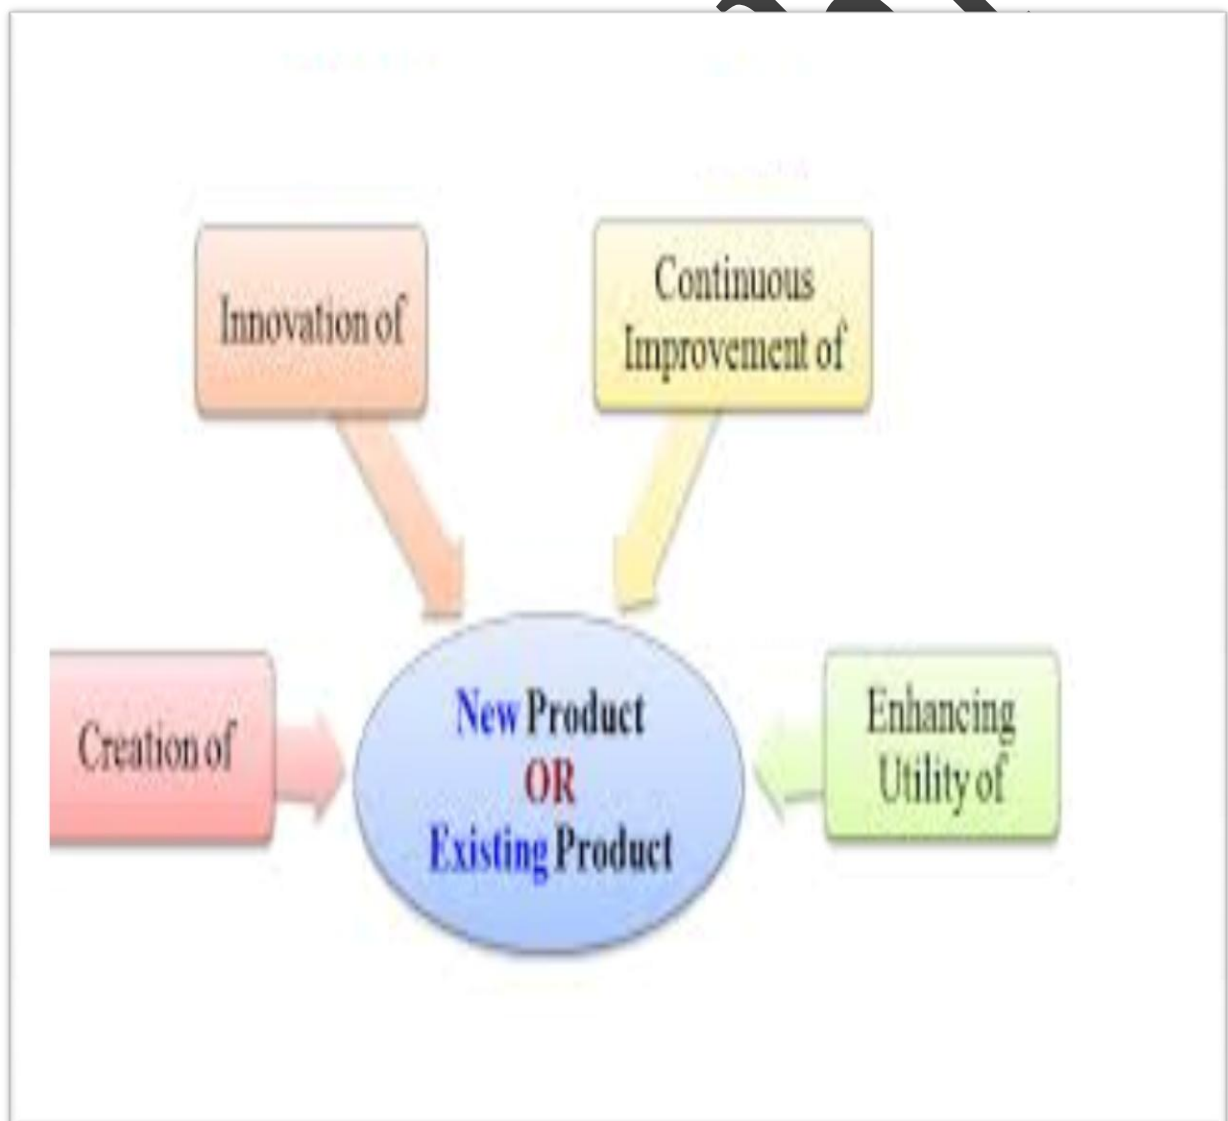 Innovation of
Continuous
Improvement of
Creation of
New Product
OR
Existing Product
Enhancing
Utility of